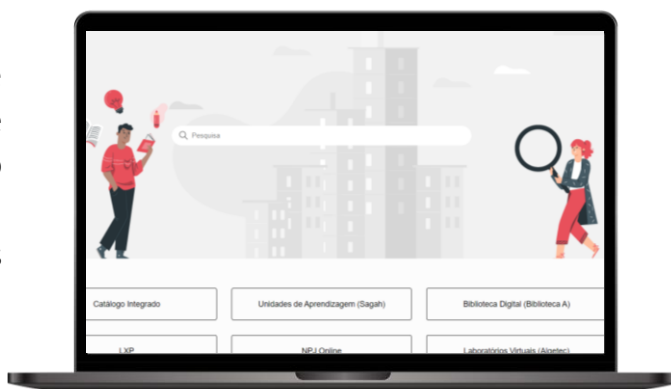 Pesquisa
Catálogo Integrado
Unidades de Aprendizagem (Sagah)
Biblioteca Digital (Biblioteca A)
LXP
NPJ Online
Laboratórios Virtuais (Algetec)